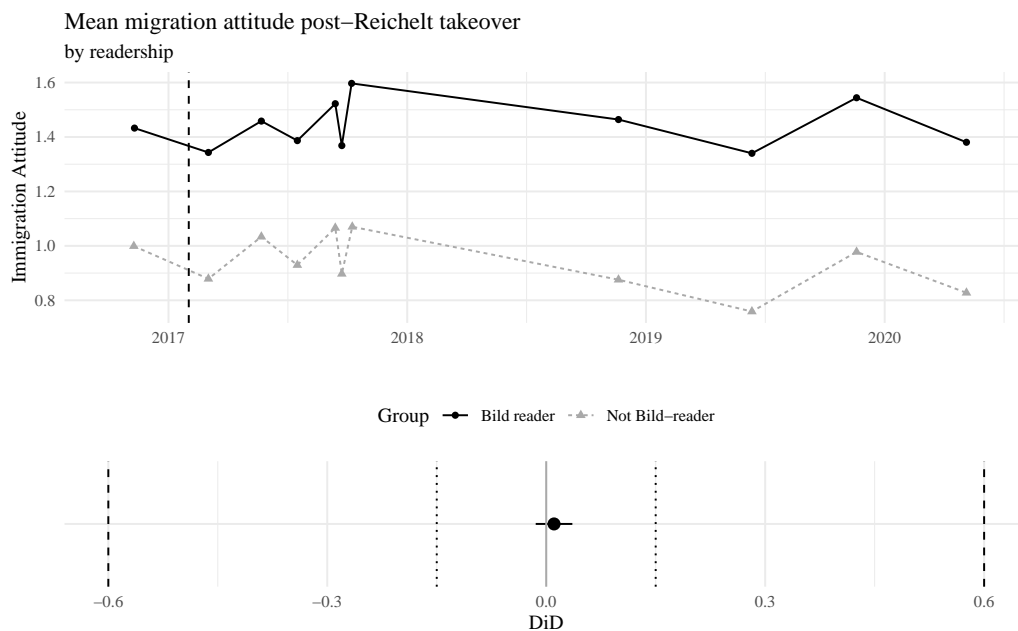 Mean migration attitude post−Reichelt takeover
by readership
Immigration Attitude
1.6
1.4
1.2
1.0
0.8
2017 2018 2019 2020
Group Bild reader Not Bild−reader
−0.6 −0.3 0.0 0.3 0.6
DiD